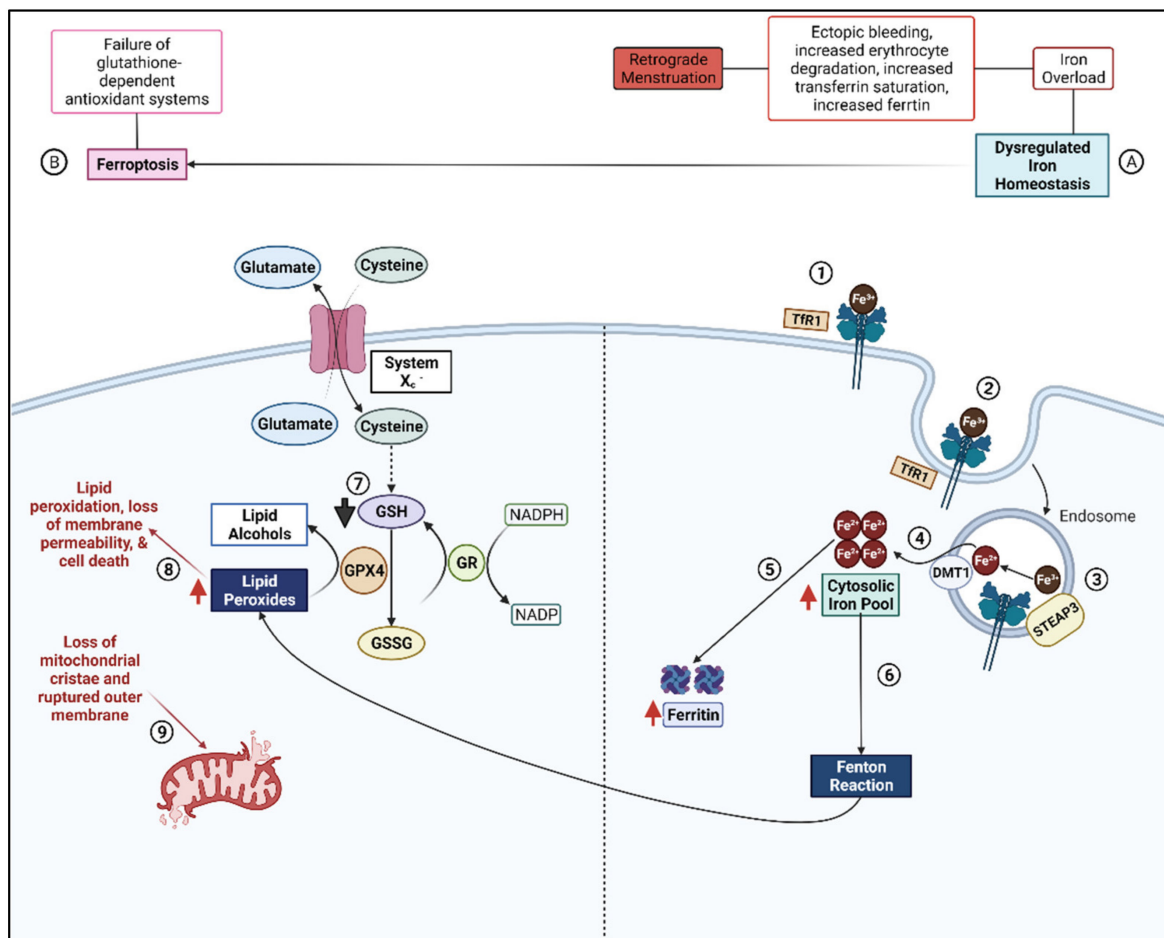 Failure of
glutathione-
dependent
antioxidant systems
B
Ferroptosis
Retrograde
Menstruation
Ectopic bleeding,
increased erythrocyte
degradation, increased
transferrin saturation,
increased ferrtin
Iron
Overload
Dysregulated
Iron
Homeostasis
A
Glutamate
Cysteine
System
Xc -
Glutamate
Cysteine
7
GSH
NADPH
Lipid
Alcohols
GPX4
GR
Lipid
Peroxides
NADP
GSSG
Lipid
peroxidation, loss
of membrane
permeability, &
cell death
8
Loss of
mitochondrial
cristae and
ruptured outer
membrane
9
1
Fe3+
TfR1
2
Fe3+
TfR1
Endosome
3
Fe3+
STEAP3
Fe2+
DMT1
4
Fe2+ Fe2+
Fe2+ Fe2+
Cytosolic
Iron Pool
5
Ferritin
6
Fenton
Reaction